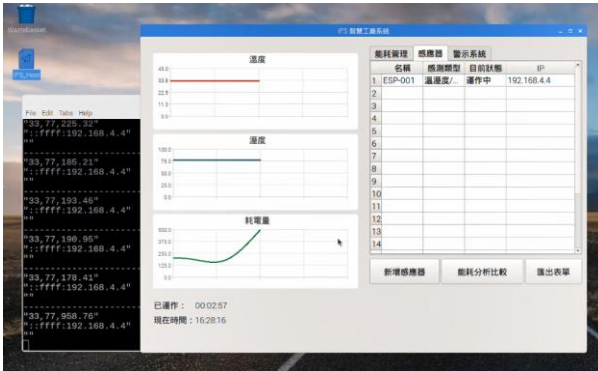 Wastebasket
IFS_Host
IFS 智慧工廠系統
File Edit Tabs Help
"33,77,225.32"
"::ffff:192.168.4.4"
""
"33,77,185.21"
"::ffff:192.168.4.4"
""
"33,77,193.46"
"::ffff:192.168.4.4"
""
"33,77,190.95"
"::ffff:192.168.4.4"
""
"33,77,178.41"
"::ffff:192.168.4.4"
""
"33,77,958.76"
"::ffff:192.168.4.4"
""
溫度
45.0
33.8
22.5
11.3
0.0
溼度
100.0
75.0
50.0
25.0
0.0
耗電量
500.0
375.0
250.0
125.0
0.0
已運作： 00:02:57
現在時間：16:28:16
能耗管理 感應器 警示系統
名稱 感測類型 目前狀態 IP
1 ESP-001 溫溼度/... 運作中 192.168.4.4
2
3
4
5
6
7
8
9
10
11
12
13
14
新增感應器 能耗分析比較 匯出表單